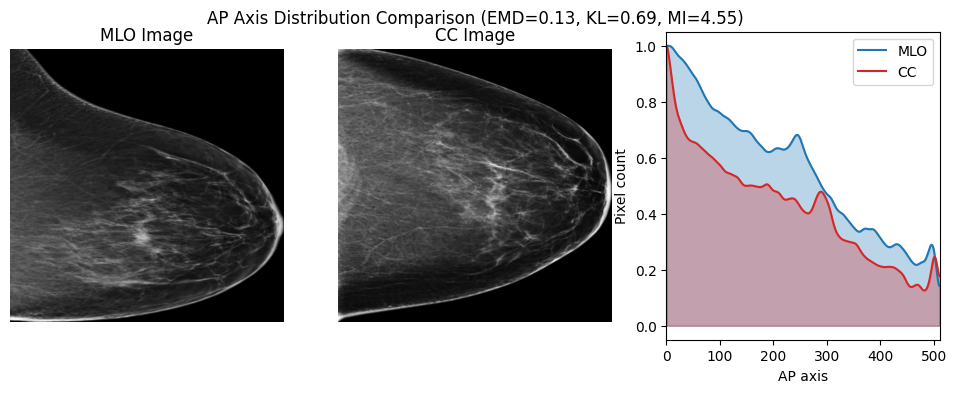 AP Axis Distribution Comparison (EMD=0.13, KL=0.69, MI=4.55)
MLO Image
CC Image
MLO
CC
Pixel count
1.0
0.8
0.6
0.4
0.2
0.0
0
100
200
300
400
500
AP axis